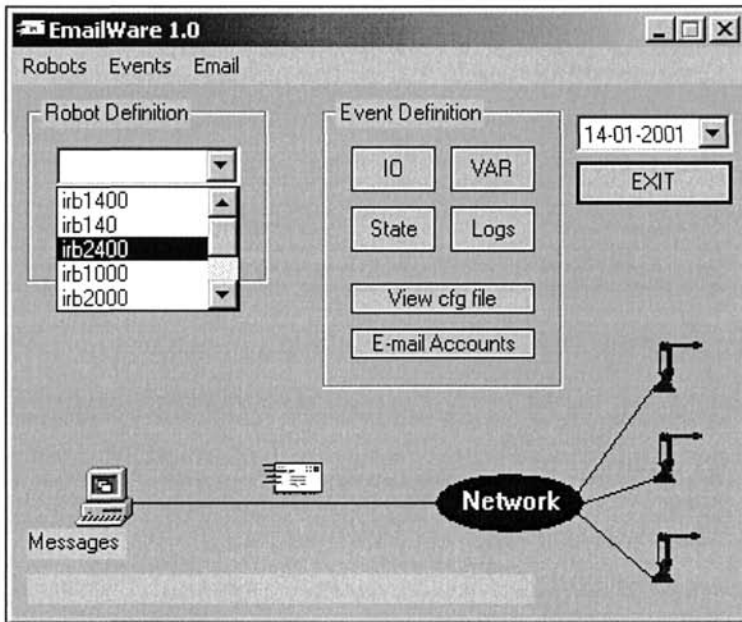 EmailWare 1.0
Robots Events Email
Robot Definition
irb1400
irb140
irb2400
irb1000
irb2000
Event Definition
IO VAR
State Logs
View cfg file
E-mail Accounts
14-01-2001
EXIT
Network
Messages